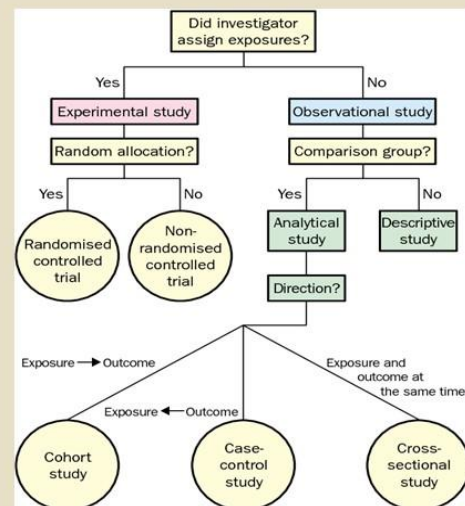 Did investigator
assign exposures?
Yes
No
Experimental study
Observational study
Random allocation?
Comparison group?
Yes
No
Yes
No
Randomised
controlled
trial
Non-
randomised
controlled
trial
Analytical
study
Descriptive
study
Direction?
Exposure → Outcome
Exposure ← Outcome
Exposure and
outcome at
the same time
Cohort
study
Case-
control
study
Cross-
sectional
study